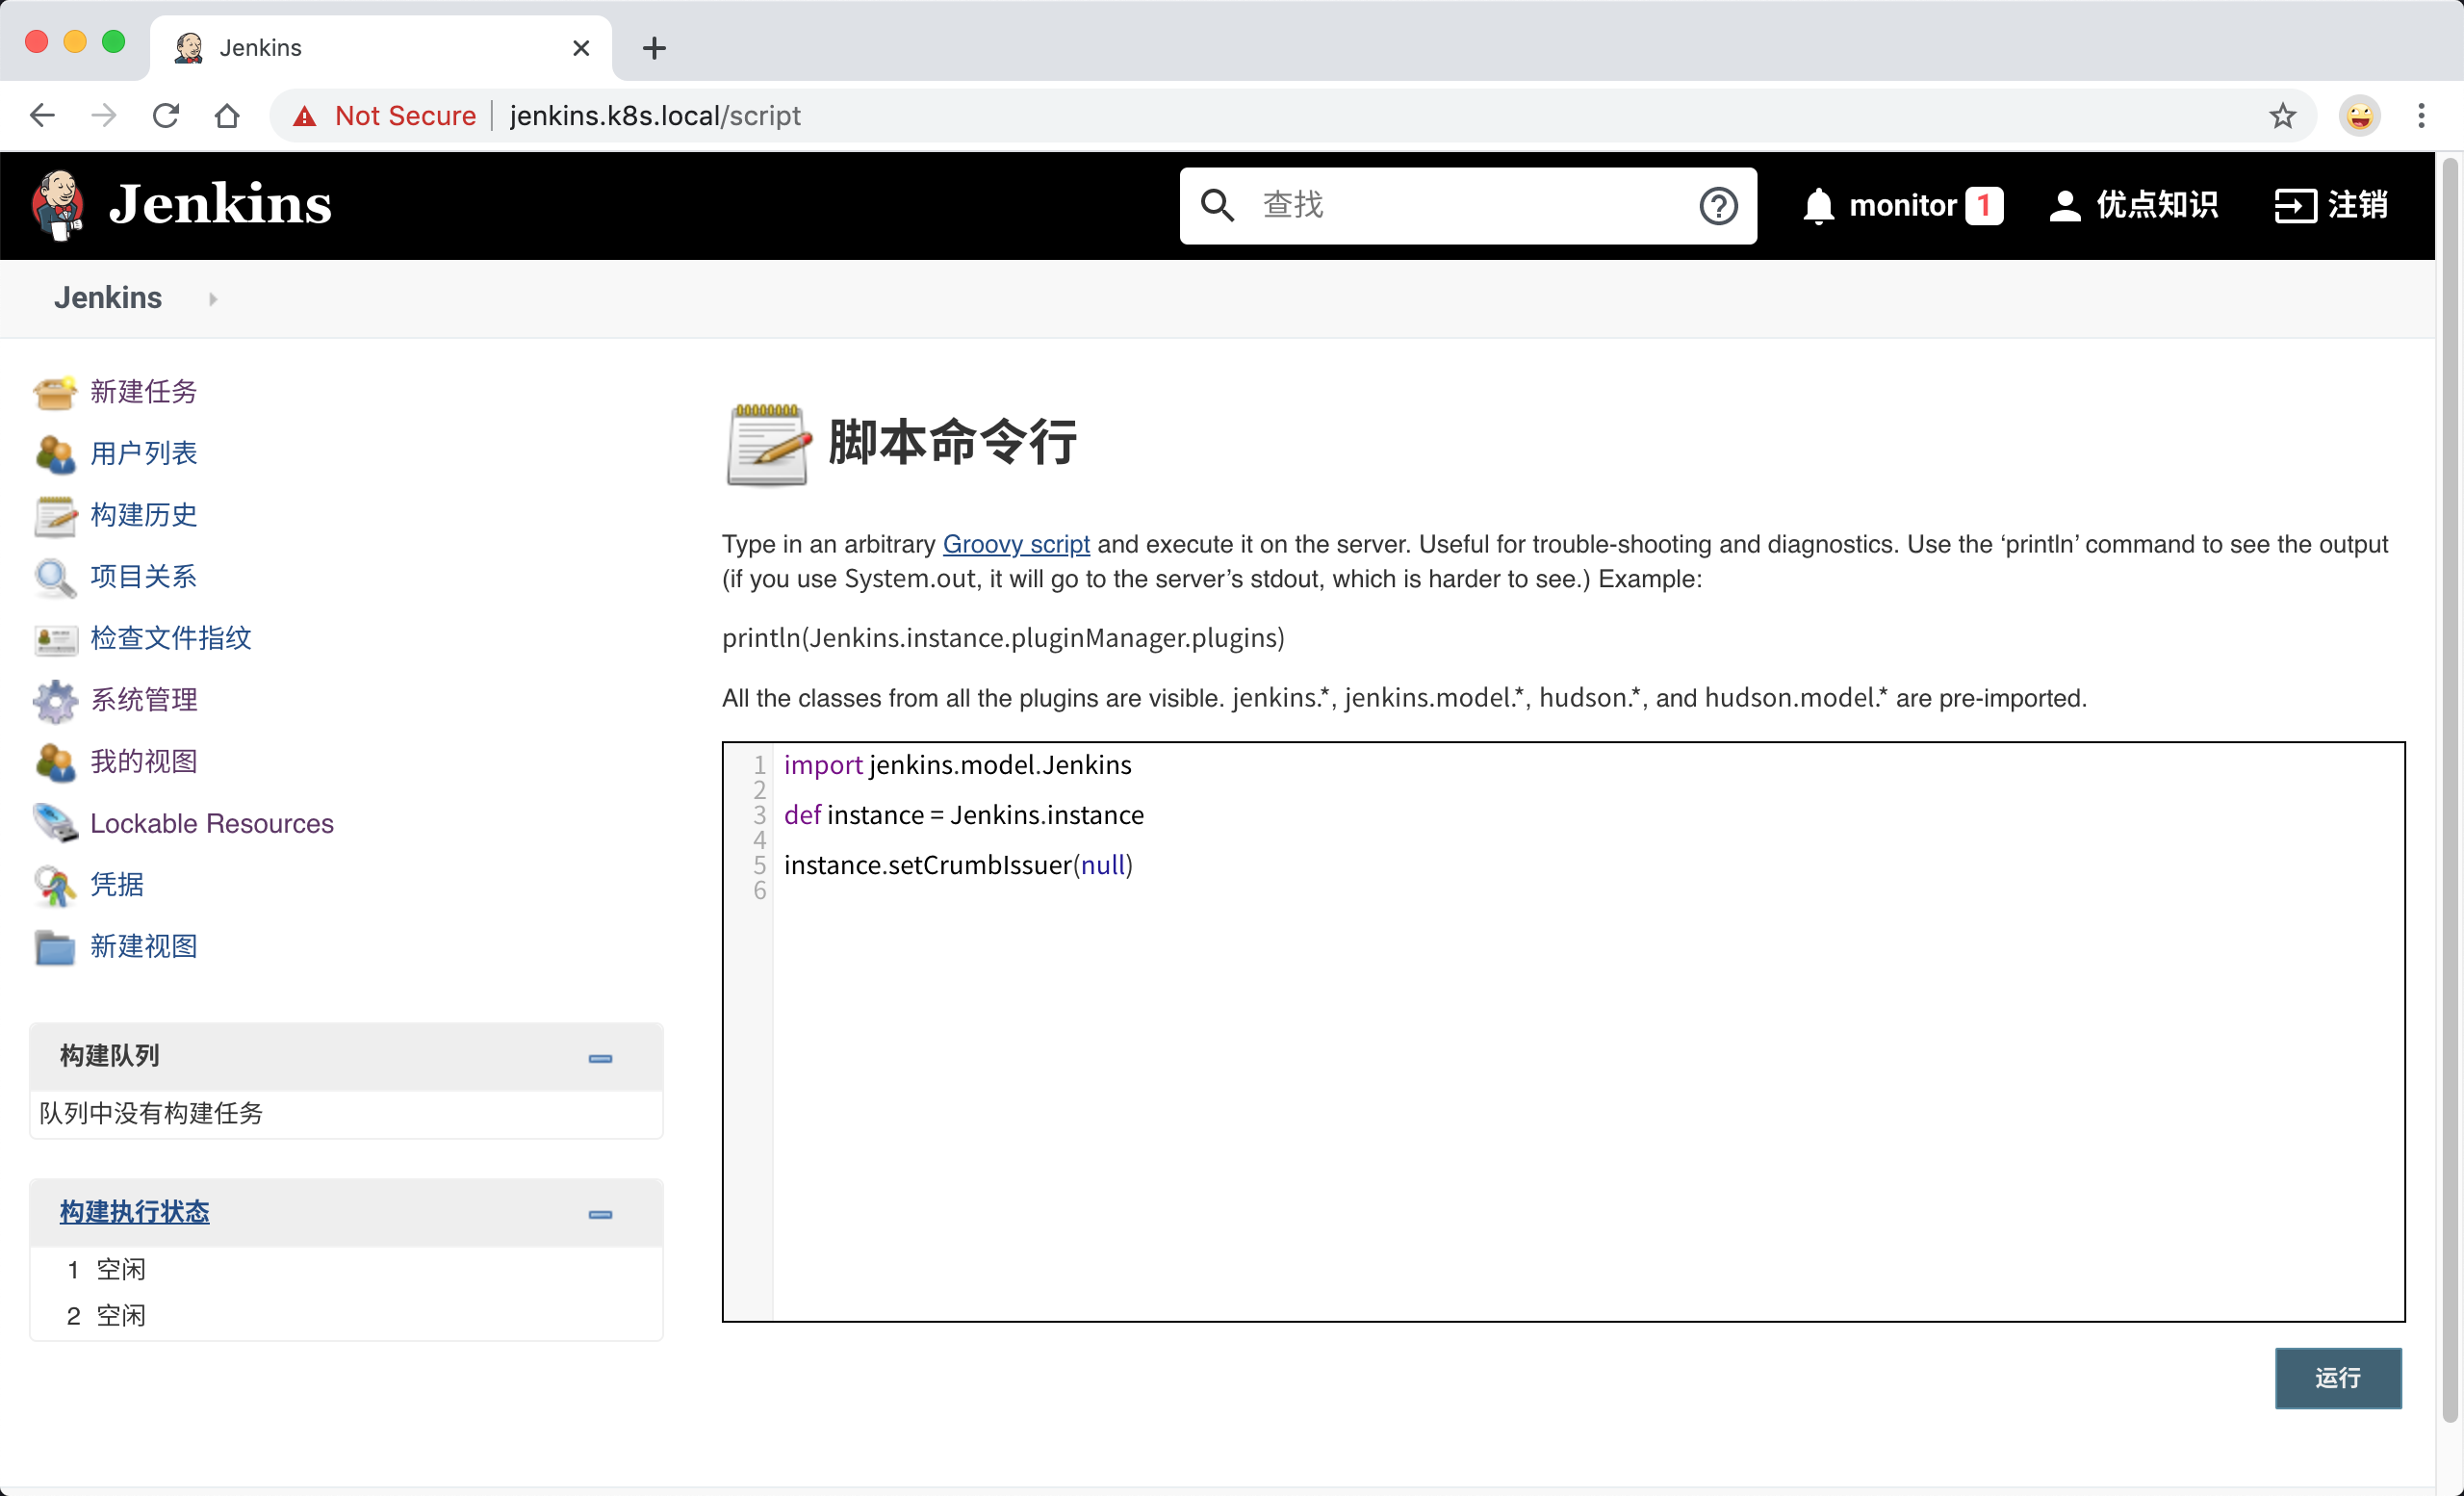 Jenkins
Not Secure jenkins.k8s.local/script
Jenkins 查找 monitor 1 优点知识 注销
Jenkins
新建任务
用户列表
构建历史
项目关系
检查文件指纹
系统管理
我的视图
Lockable Resources
凭据
新建视图
构建队列
队列中没有构建任务
构建执行状态
1 空闲
2 空闲
脚本命令行
Type in an arbitrary Groovy script and execute it on the server. Useful for trouble-shooting and diagnostics. Use the ‘println’ command to see the output
(if you use System.out, it will go to the server’s stdout, which is harder to see.) Example:
println(Jenkins.instance.pluginManager.plugins)
All the classes from all the plugins are visible. jenkins.*, jenkins.model.*, hudson.*, and hudson.model.* are pre-imported.
1 import jenkins.model.Jenkins
2
3 def instance = Jenkins.instance
4
5 instance.setCrumbIssuer(null)
6
运行